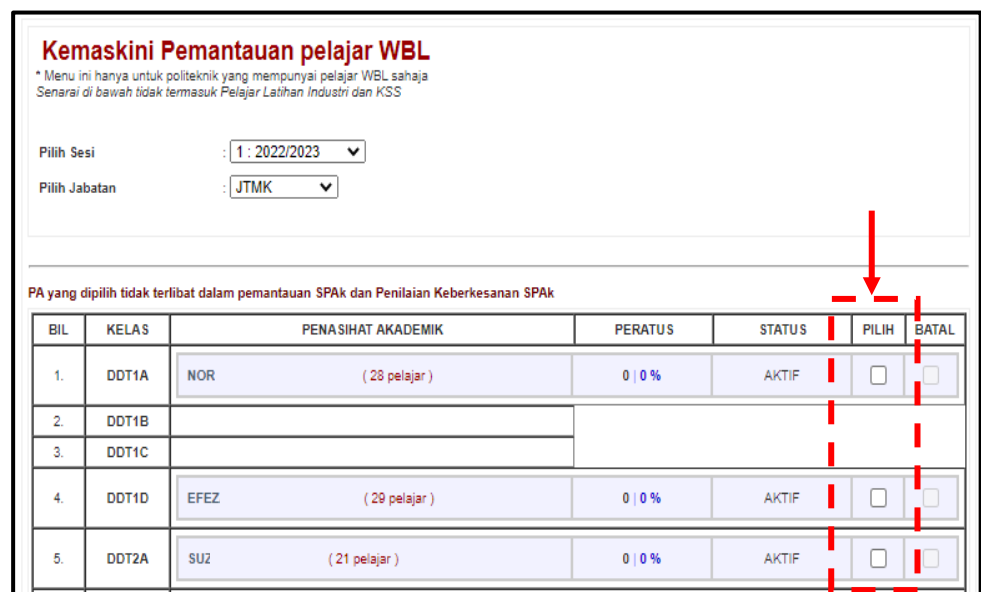 Kemaskini Pemantauan pelajar WBL
* Menu ini hanya untuk politeknik yang mempunyai pelajar WBL sahaja
Senarai di bawah tidak termasuk Pelajar Latihan Industri dan KSS
Pilih Sesi : 1 : 2022/2023
Pilih Jabatan : JTMK
PA yang dipilih tidak terlibat dalam pemantauan SPAk dan Penilaian Keberkesanan SPAk
BIL KELAS PENASIHAT AKADEMIK PERATUS STATUS PILIH BATAL
1. DDT1A NOR ( 28 pelajar ) 0 | 0 % AKTIF
2. DDT1B
3. DDT1C
4. DDT1D EFEZ ( 29 pelajar ) 0 | 0 % AKTIF
5. DDT2A SUZ ( 21 pelajar ) 0 | 0 % AKTIF